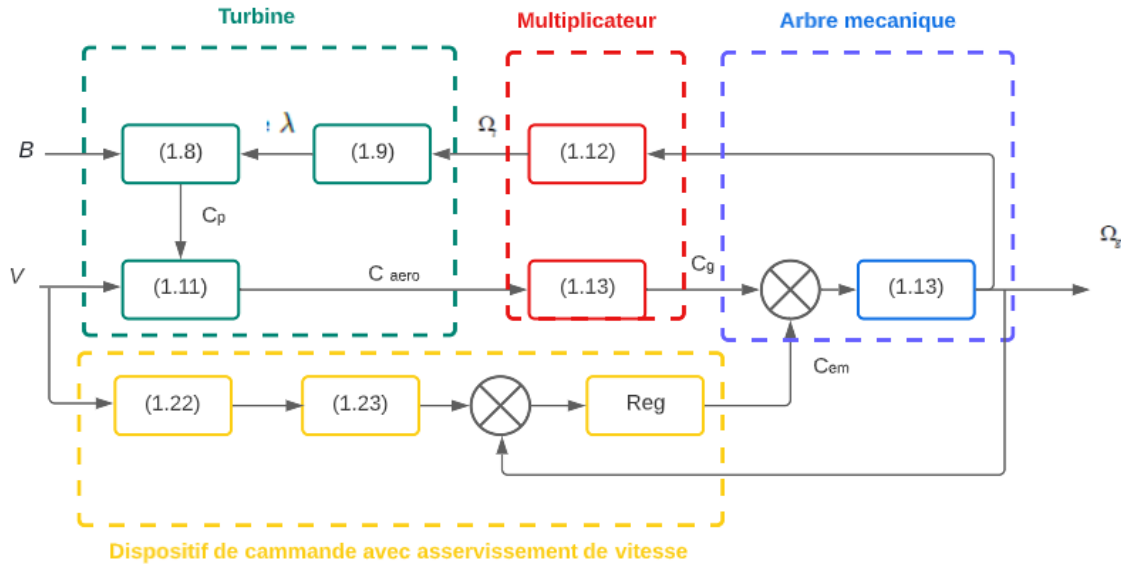 Turbine
Multiplicateur
Arbre mecanique
B
(1.8)
λ
(1.9)
Ω
(1.12)
Cp
V
(1.11)
C aero
(1.13)
Cg
(1.13)
Ωg
(1.22)
(1.23)
Reg
Cem
Dispositif de cammande avec asservissement de vitesse